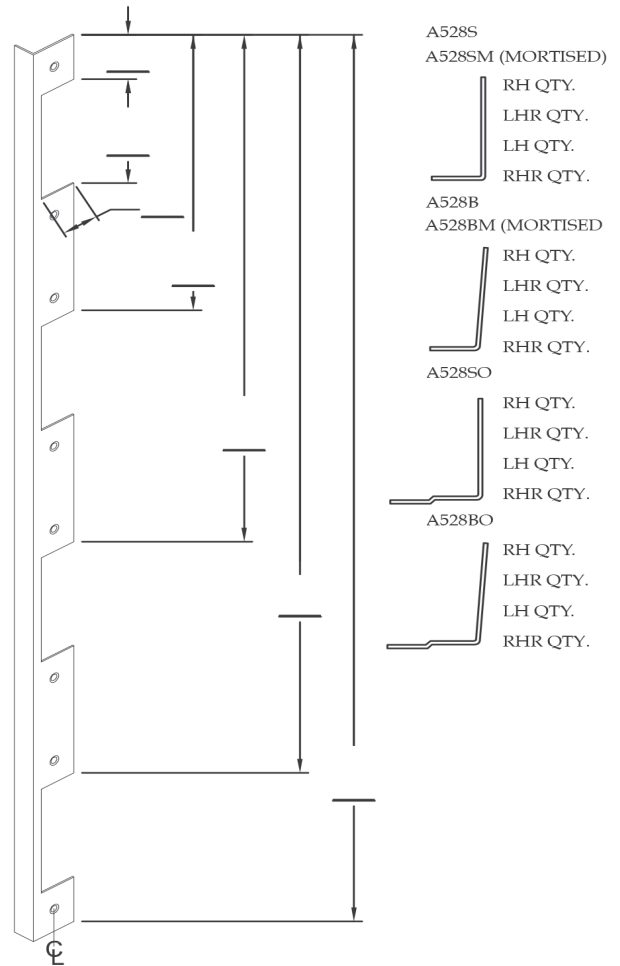 A528S
A528SM (MORTISED)
RH QTY.
LHR QTY.
LH QTY.
RHR QTY.
A528B
A528BM (MORTISED
RH QTY.
LHR QTY.
LH QTY.
RHR QTY.
A528SO
RH QTY.
LHR QTY.
LH QTY.
RHR QTY.
A528BO
RH QTY.
LHR QTY.
LH QTY.
RHR QTY.
℄